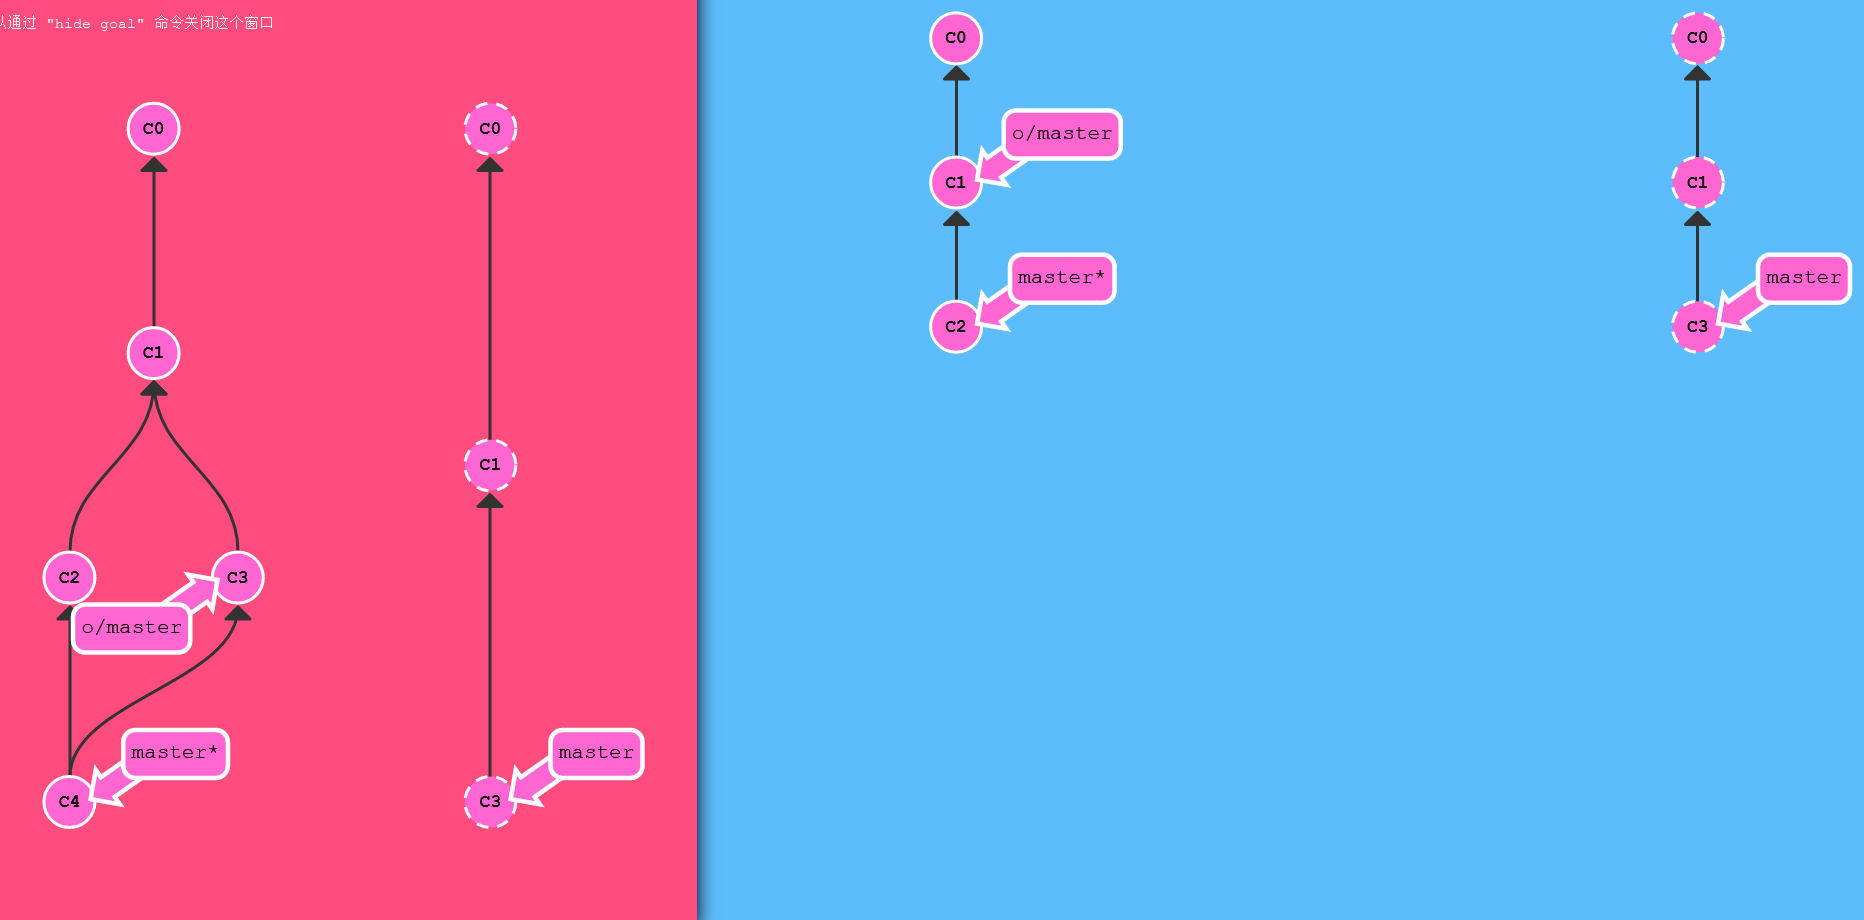 通过 "hide goal" 命令关闭这个窗口
C0
C0
C1
C1
C2
C3
o/master
master*
master
C4
C3
C0
C0
o/master
C1
C1
master*
master
C2
C3